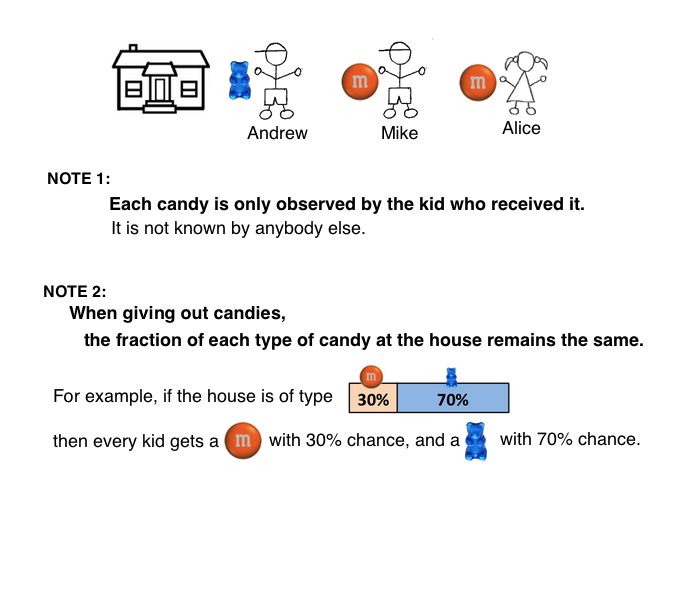 m
m
Andrew
Mike
Alice
NOTE 1:
Each candy is only observed by the kid who received it.
It is not known by anybody else.
NOTE 2:
When giving out candies,
the fraction of each type of candy at the house remains the same.
m
For example, if the house is of type
30% 70%
then every kid gets a m with 30% chance, and a with 70% chance.